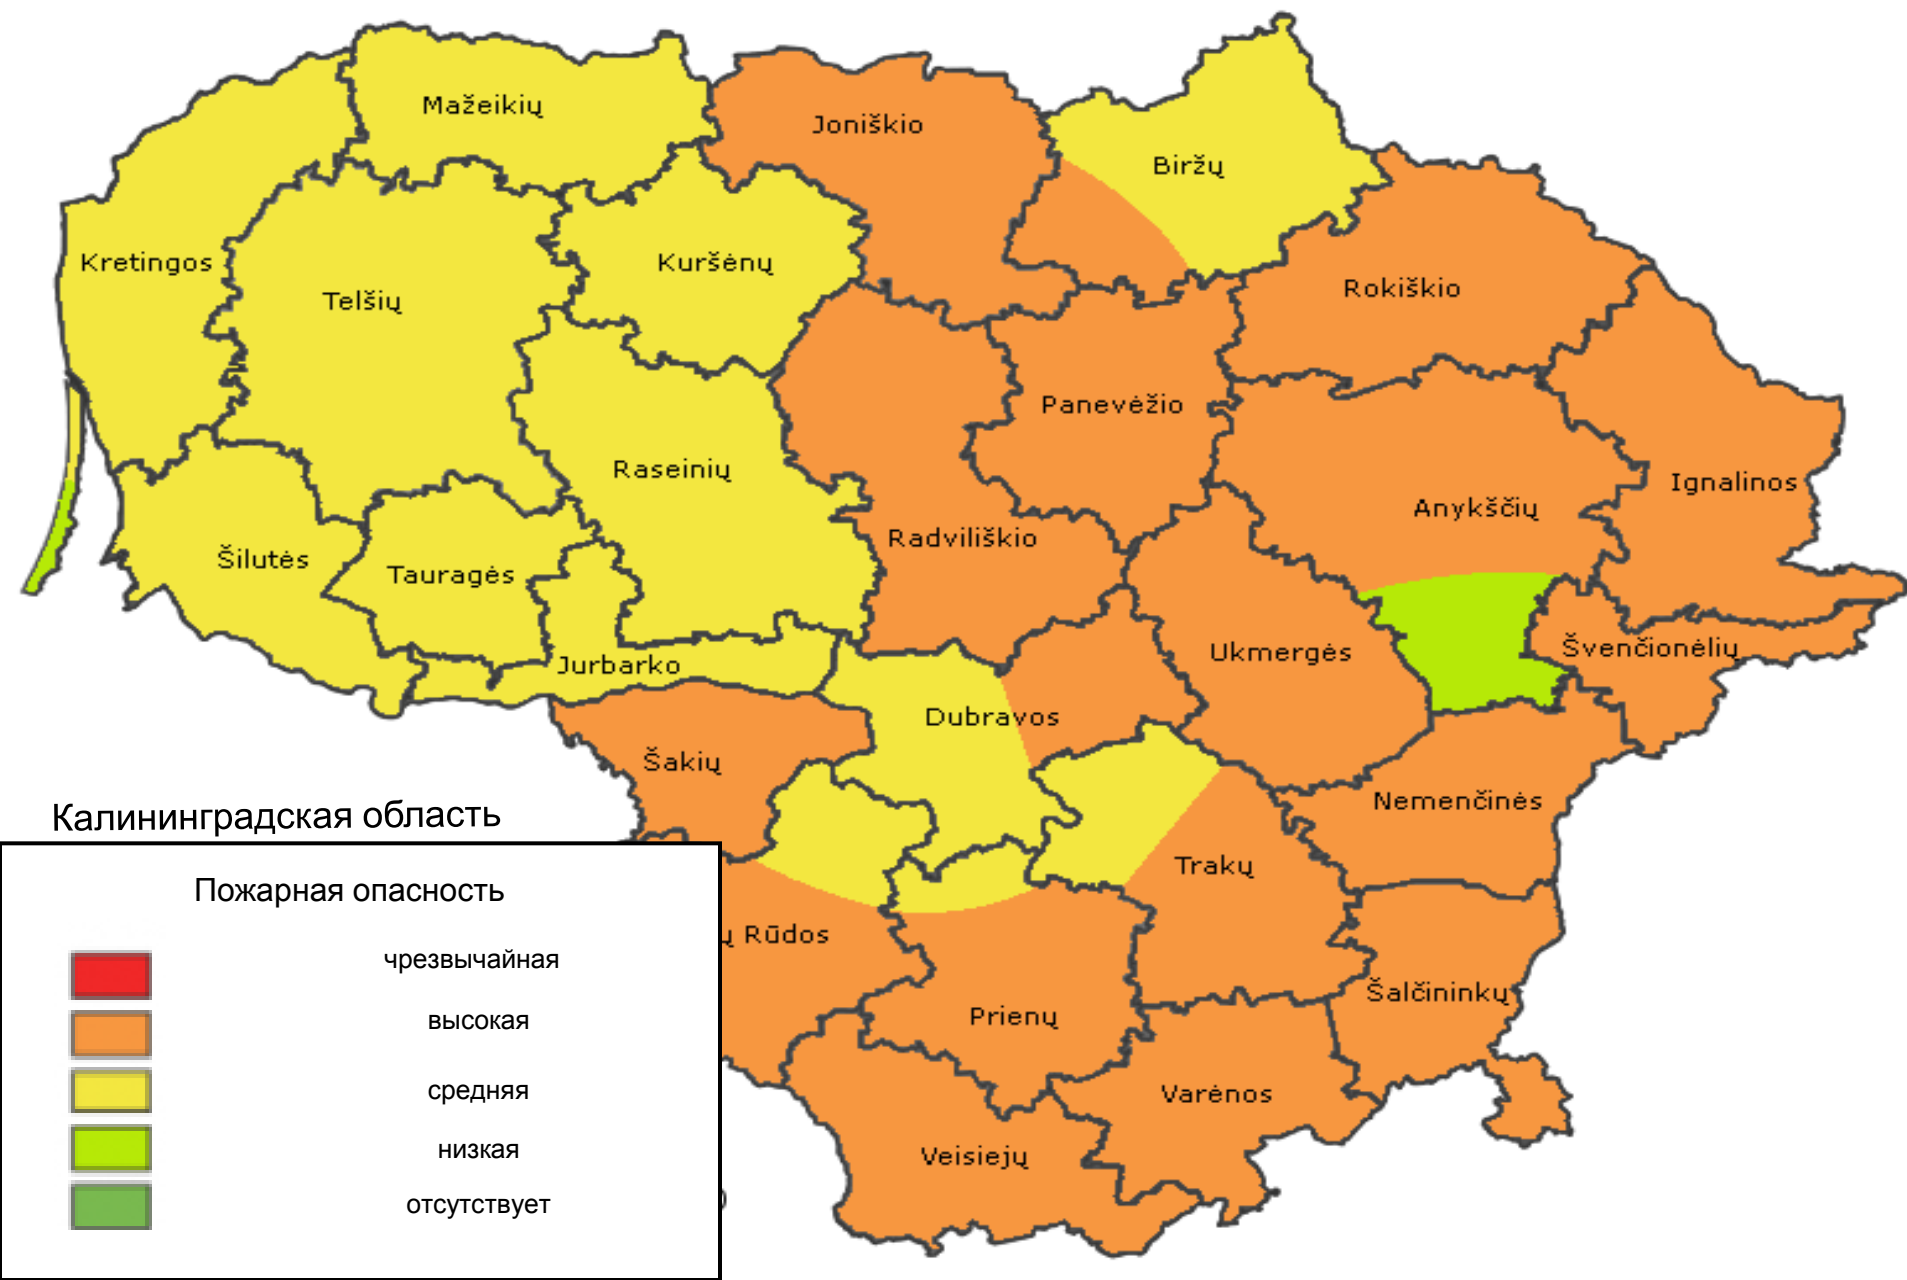 Mažeikių
Joniškio
Biržų
Kretingos
Telšių
Kuršėnų
Rokiškio
Panevėžio
Raseinių
Ignalinos
Anykščių
Radviliškio
Šilutės
Tauragės
Jurbarko
Ukmergės
Švenčionėlių
Dubravos
Šakių
Nemenčinės
Trakų
ų Rūdos
Šalčininkų
Prienų
Varėnos
Veisiejų
Калининградская область
Пожарная опасность
чрезвычайная
высокая
средняя
низкая
отсутствует